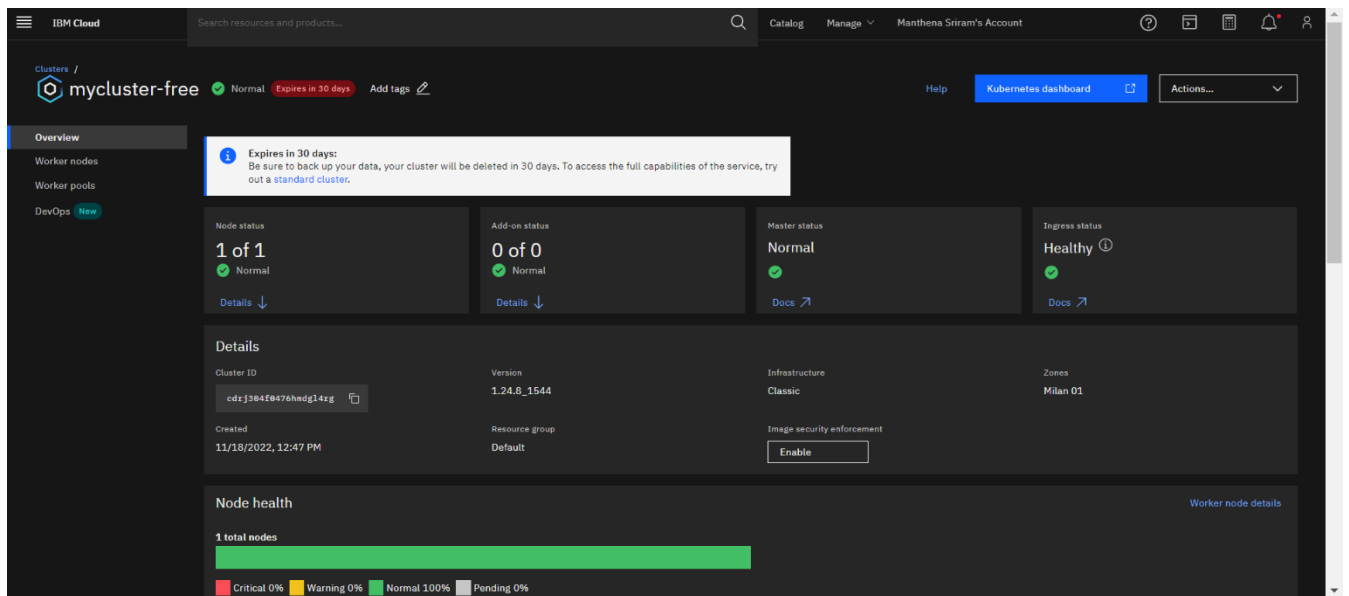 IBM Cloud
Search resources and products...
Catalog
Manage
Manthena Sriram's Account
Clusters /
mycluster-free
Normal
Expires in 30 days
Add tags
Help
Kubernetes dashboard
Actions...
Overview
Worker nodes
Worker pools
DevOps New
Expires in 30 days:
Be sure to back up your data, your cluster will be deleted in 30 days. To access the full capabilities of the service, try
out a standard cluster.
Node status
1 of 1
Normal
Details
Add-on status
0 of 0
Normal
Details
Master status
Normal
Docs
Ingress status
Healthy
Docs
Details
Cluster ID
cdrj304f0476hmdgl4rg
Version
1.24.8_1544
Infrastructure
Classic
Zones
Milan 01
Created
11/18/2022, 12:47 PM
Resource group
Default
Image security enforcement
Enable
Node health
Worker node details
1 total nodes
Critical 0%
Warning 0%
Normal 100%
Pending 0%